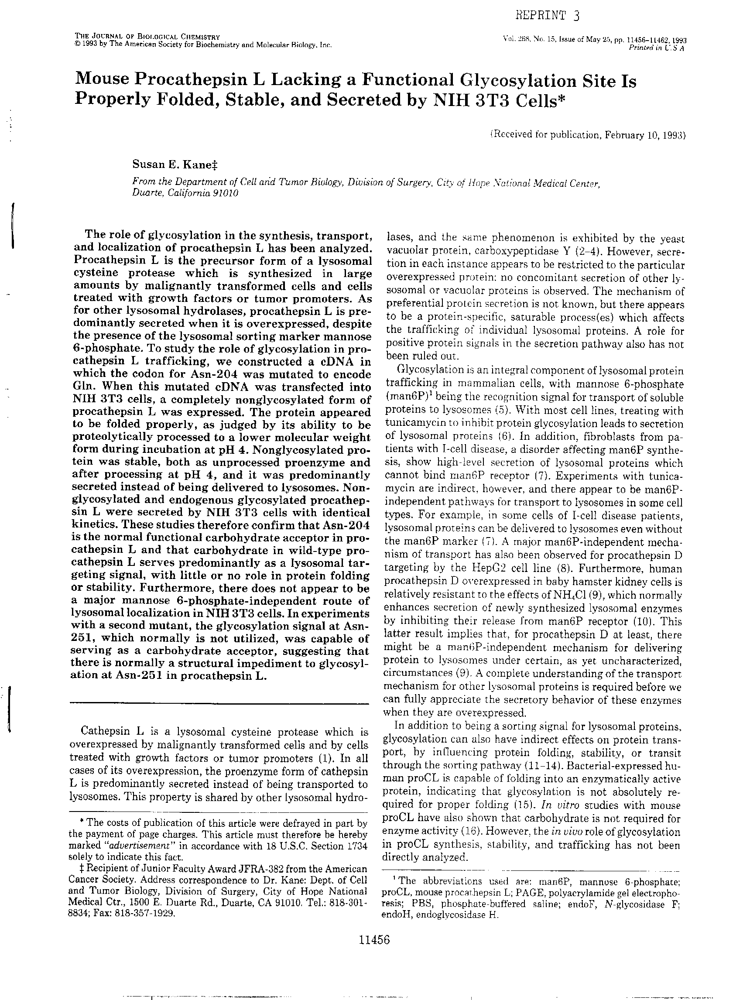 REPRINT 3
THE JOURNAL OF BIOLOGICAL CHEMISTRY
© 1993 by The American Society for Biochemistry and Molecular Biology, Inc.
Vol. 268, No. 15, Issue of May 25, pp. 11456-11462, 1993
Printed in U.S.A.
Mouse Procathepsin L Lacking a Functional Glycosylation Site Is
Properly Folded, Stable, and Secreted by NIH 3T3 Cells*
(Received for publication, February 10, 1993)
Susan E. Kane‡
From the Department of Cell and Tumor Biology, Division of Surgery, City of Hope National Medical Center,
Duarte, California 91010
The role of glycosylation in the synthesis, transport,
and localization of procathepsin L has been analyzed.
Procathepsin L is the precursor form of a lysosomal
cysteine protease which is synthesized in large
amounts by malignantly transformed cells and cells
treated with growth factors or tumor promoters. As
for other lysosomal hydrolases, procathepsin L is pre-
dominantly secreted when it is overexpressed, despite
the presence of the lysosomal sorting marker mannose
6-phosphate. To study the role of glycosylation in pro-
cathepsin L trafficking, we constructed a cDNA in
which the codon for Asn-204 was mutated to encode
Gln. When this mutated cDNA was transfected into
NIH 3T3 cells, a completely nonglycosylated form of
procathepsin L was expressed. The protein appeared
to be folded properly, as judged by its ability to be
proteolytically processed to a lower molecular weight
form during incubation at pH 4. Nonglycosylated pro-
tein was stable, both as unprocessed proenzyme and
after processing at pH 4, and it was predominantly
secreted instead of being delivered to lysosomes. Non-
glycosylated and endogenous glycosylated procathep-
sin L were secreted by NIH 3T3 cells with identical
kinetics. These studies therefore confirm that Asn-204
is the normal functional carbohydrate acceptor in pro-
cathepsin L and that carbohydrate in wild-type pro-
cathepsin L serves predominantly as a lysosomal tar-
geting signal, with little or no role in protein folding
or stability. Furthermore, there does not appear to be
a major mannose 6-phosphate-independent route of
lysosomal localization in NIH 3T3 cells. In experiments
with a second mutant, the glycosylation signal at Asn-
251, which normally is not utilized, was capable of
serving as a carbohydrate acceptor, suggesting that
there is normally a structural impediment to glycosyl-
ation at Asn-251 in procathepsin L.
Cathepsin L is a lysosomal cysteine protease which is
overexpressed by malignantly transformed cells and by cells
treated with growth factors or tumor promoters (1). In all
cases of its overexpression, the proenzyme form of cathepsin
L is predominantly secreted instead of being transported to
lysosomes. This property is shared by other lysosomal hydro-
* The costs of publication of this article were defrayed in part by
the payment of page charges. This article must therefore be hereby
marked "advertisement" in accordance with 18 U.S.C. Section 1734
solely to indicate this fact.
‡ Recipient of Junior Faculty Award JFRA-382 from the American
Cancer Society. Address correspondence to Dr. Kane: Dept. of Cell
and Tumor Biology, Division of Surgery, City of Hope National
Medical Ctr., 1500 E. Duarte Rd., Duarte, CA 91010. Tel.: 818-301-
8834; Fax: 818-357-1929.
lases, and the same phenomenon is exhibited by the yeast
vacuolar protein, carboxypeptidase Y (2-4). However, secre-
tion in each instance appears to be restricted to the particular
overexpressed protein; no concomitant secretion of other ly-
sosomal or vacuolar proteins is observed. The mechanism of
preferential protein secretion is not known, but there appears
to be a protein-specific, saturable process(es) which affects
the trafficking of individual lysosomal proteins. A role for
positive protein signals in the secretion pathway also has not
been ruled out.
Glycosylation is an integral component of lysosomal protein
trafficking in mammalian cells, with mannose 6-phosphate
(man6P)¹ being the recognition signal for transport of soluble
proteins to lysosomes (5). With most cell lines, treating with
tunicamycin to inhibit protein glycosylation leads to secretion
of lysosomal proteins (6). In addition, fibroblasts from pa-
tients with I-cell disease, a disorder affecting man6P synthe-
sis, show high-level secretion of lysosomal proteins which
cannot bind man6P receptor (7). Experiments with tunica-
mycin are indirect, however, and there appear to be man6P-
independent pathways for transport to lysosomes in some cell
types. For example, in some cells of I-cell disease patients,
lysosomal proteins can be delivered to lysosomes even without
the man6P marker (7). A major man6P-independent mecha-
nism of transport has also been observed for procathepsin D
targeting by the HepG2 cell line (8). Furthermore, human
procathepsin D overexpressed in baby hamster kidney cells is
relatively resistant to the effects of NH₄Cl (9), which normally
enhances secretion of newly synthesized lysosomal enzymes
by inhibiting their release from man6P receptor (10). This
latter result implies that, for procathepsin D at least, there
might be a man6P-independent mechanism for delivering
protein to lysosomes under certain, as yet uncharacterized,
circumstances (9). A complete understanding of the transport
mechanism for other lysosomal proteins is required before we
can fully appreciate the secretory behavior of these enzymes
when they are overexpressed.
In addition to being a sorting signal for lysosomal proteins,
glycosylation can also have indirect effects on protein trans-
port, by influencing protein folding, stability, or transit
through the sorting pathway (11-14). Bacterial-expressed hu-
man proCL is capable of folding into an enzymatically active
protein, indicating that glycosylation is not absolutely re-
quired for proper folding (15). In vitro studies with mouse
proCL have also shown that carbohydrate is not required for
enzyme activity (16). However, the in vivo role of glycosylation
in proCL synthesis, stability, and trafficking has not been
directly analyzed.
¹ The abbreviations used are: man6P, mannose 6-phosphate;
proCL, mouse procathepsin L; PAGE, polyacrylamide gel electropho-
resis; PBS, phosphate-buffered saline; endoF, N-glycosidase F;
endoH, endoglycosidase H.
11456